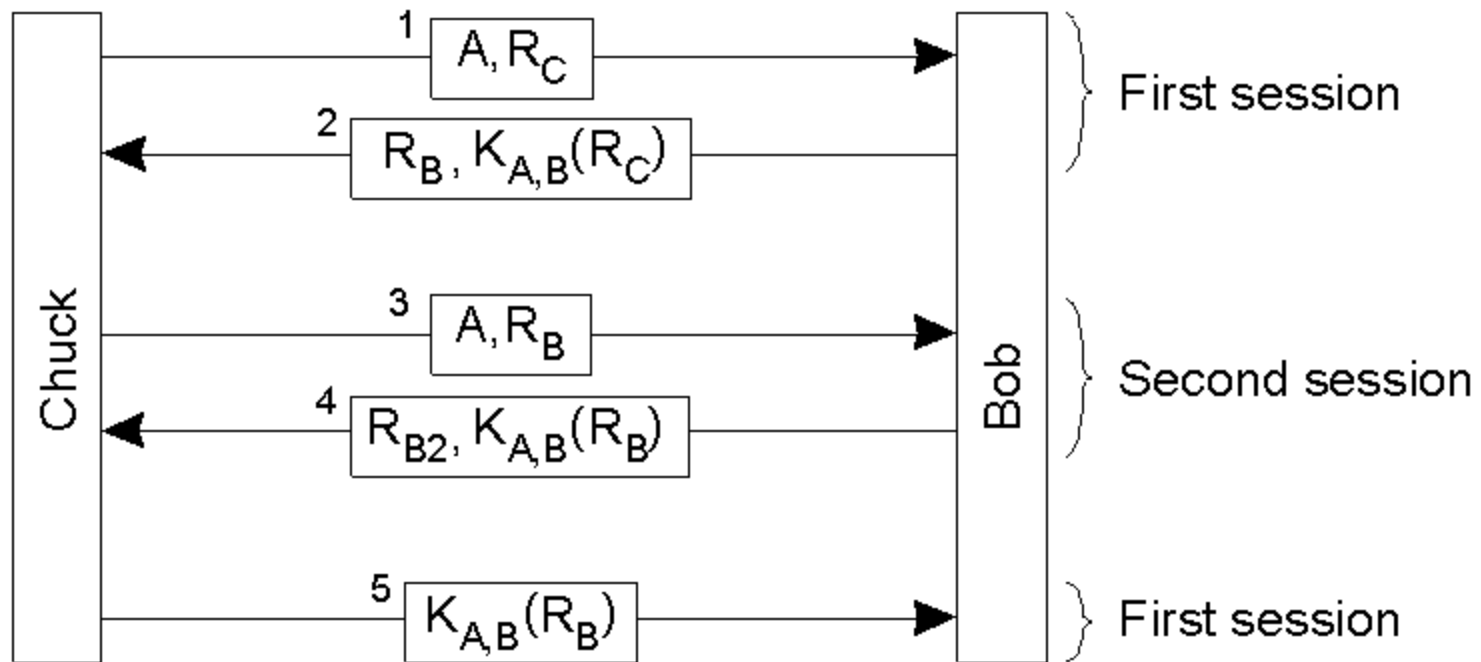 1
A, R_C
First session
2
R_B, K_A,B(R_C)
3
A, R_B
Second session
4
R_B2, K_A,B(R_B)
5
K_A,B(R_B)
First session
Chuck
Bob